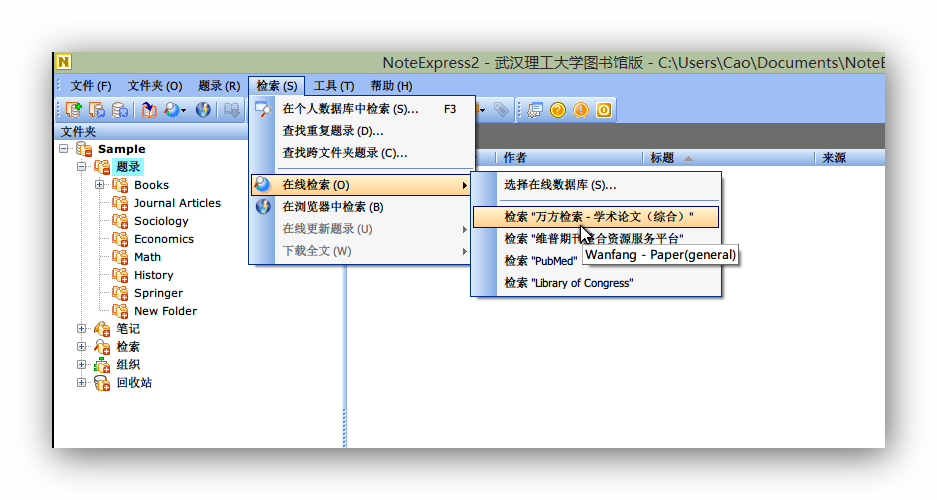 NoteExpress2 - 武汉理工大学图书馆版 - C:\Users\Cao\Documents\NoteE
文件 (F) 文件夹 (O) 题录 (R) 检索 (S) 工具 (T) 帮助 (H)
文件夹
Sample
题录
Books
Journal Articles
Sociology
Economics
Math
History
Springer
New Folder
笔记
检索
组织
回收站
在个人数据库中检索 (S)... F3
查找重复题录 (D)...
查找跨文件夹题录 (C)...
在线检索 (O)
在浏览器中检索 (B)
在线更新题录 (U)
下载全文 (W)
作者 标题 来源
选择在线数据库 (S)...
检索 "万方检索 - 学术论文（综合）"
检索 "维普期刊整合资源服务平台"
检索 "PubMed"
检索 "Library of Congress"
Wanfang - Paper(general)